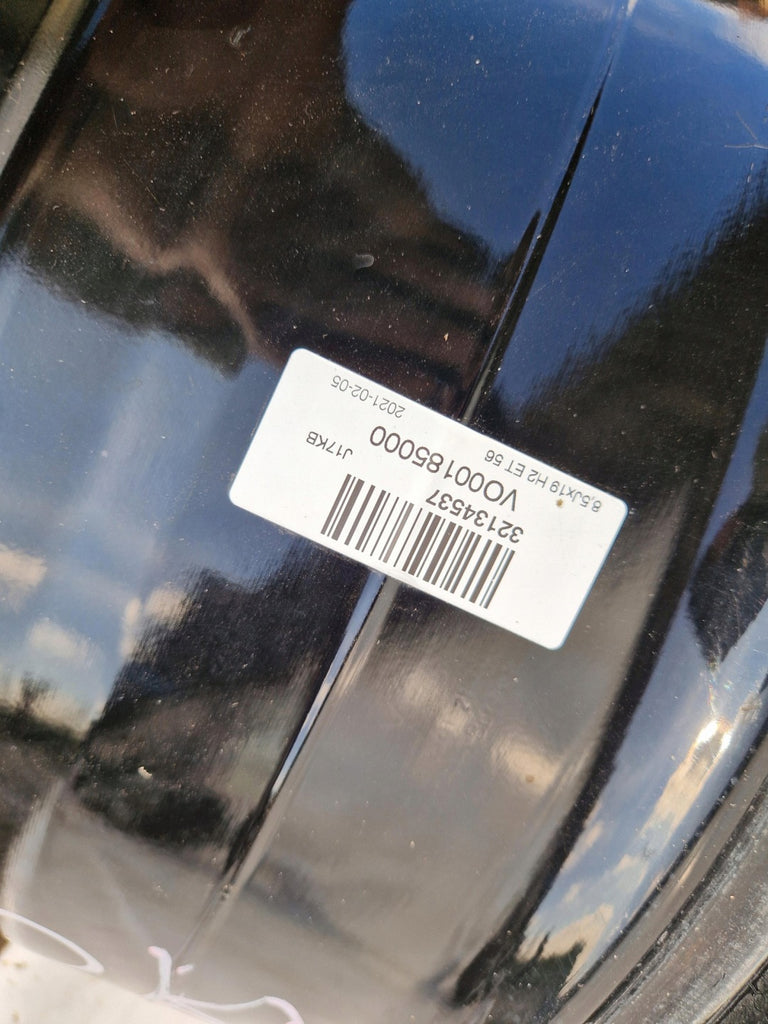 8,5Jx19 H2 ET 56
2021-02-05
VO00185000
J17KB
32134537